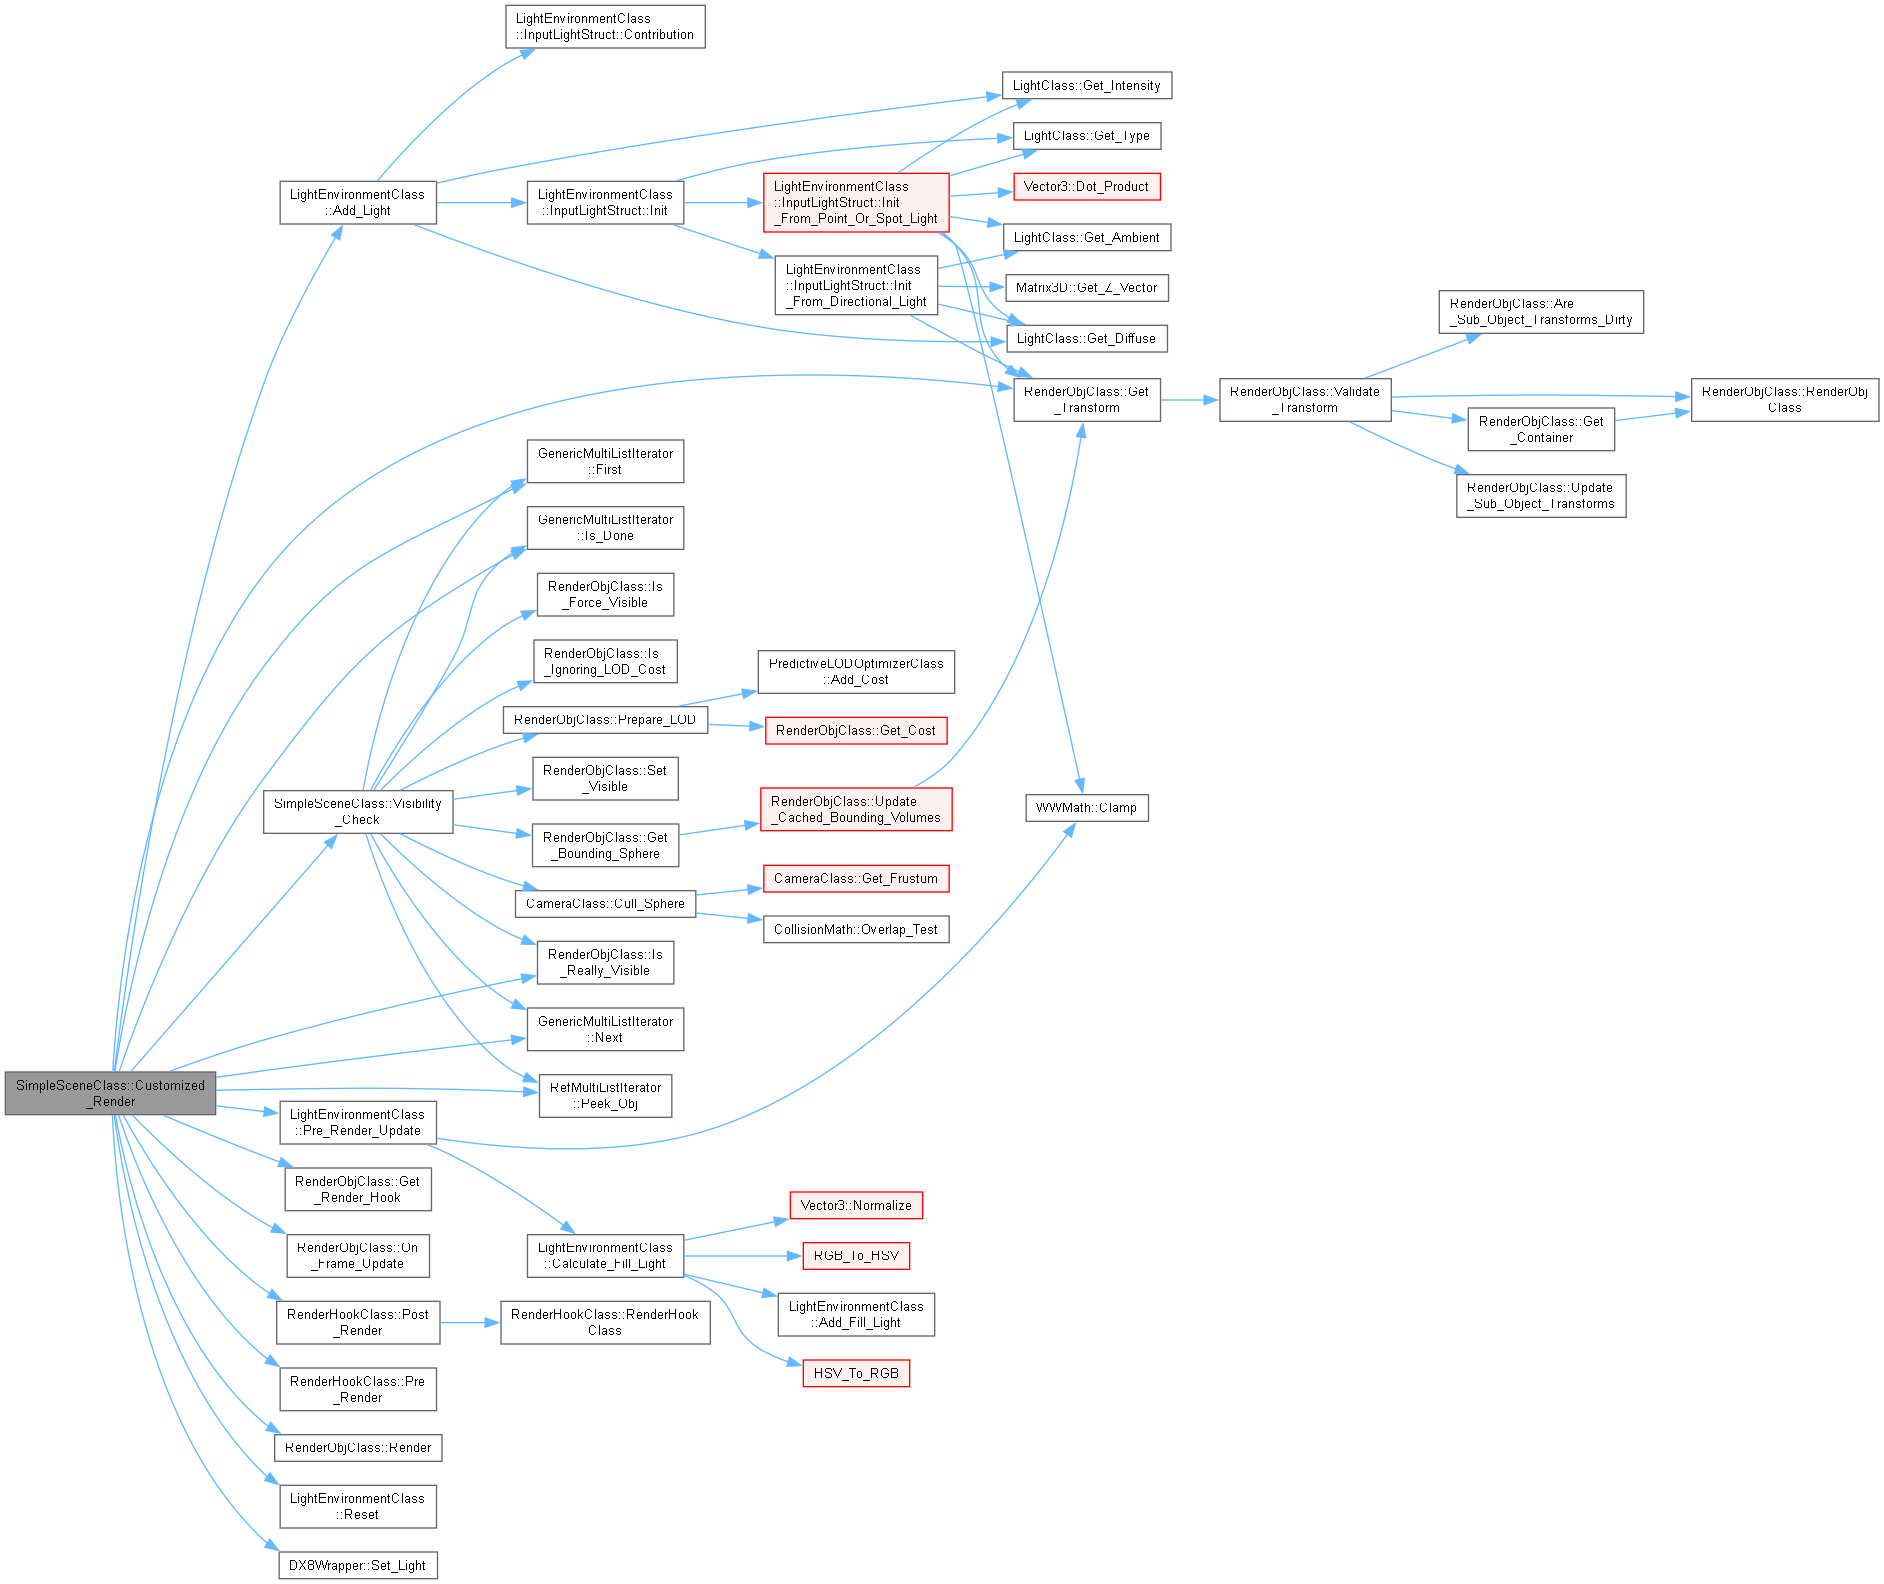 LightEnvironmentClass
::InputLightStruct::Contribution
LightClass::Get_Intensity
LightClass::Get_Type
LightEnvironmentClass
::Add_Light
LightEnvironmentClass
::InputLightStruct::Init
LightEnvironmentClass
::InputLightStruct::Init
_From_Point_Or_Spot_Light
Vector3::Dot_Product
LightClass::Get_Ambient
LightEnvironmentClass
::InputLightStruct::Init
_From_Directional_Light
Matrix3D::Get_Z_Vector
LightClass::Get_Diffuse
RenderObjClass::Are
_Sub_Object_Transforms_Dirty
RenderObjClass::Get
_Transform
RenderObjClass::Validate
_Transform
RenderObjClass::RenderObj
Class
RenderObjClass::Get
_Container
RenderObjClass::Update
_Sub_Object_Transforms
GenericMultiListIterator
::First
GenericMultiListIterator
::Is_Done
RenderObjClass::Is
_Force_Visible
RenderObjClass::Is
_Ignoring_LOD_Cost
PredictiveLODOptimizerClass
::Add_Cost
RenderObjClass::Prepare_LOD
RenderObjClass::Get_Cost
RenderObjClass::Set
_Visible
SimpleSceneClass::Visibility
_Check
RenderObjClass::Update
_Cached_Bounding_Volumes
WWMath::Clamp
RenderObjClass::Get
_Bounding_Sphere
CameraClass::Get_Frustum
CameraClass::Cull_Sphere
CollisionMath::Overlap_Test
RenderObjClass::Is
_Really_Visible
GenericMultiListIterator
::Next
RefMultiListIterator
::Peek_Obj
SimpleSceneClass::Customized
_Render
LightEnvironmentClass
::Pre_Render_Update
RenderObjClass::Get
_Render_Hook
Vector3::Normalize
RenderObjClass::On
_Frame_Update
LightEnvironmentClass
::Calculate_Fill_Light
RGB_To_HSV
LightEnvironmentClass
::Add_Fill_Light
RenderHookClass::Post
_Render
RenderHookClass::RenderHook
Class
HSV_To_RGB
RenderHookClass::Pre
_Render
RenderObjClass::Render
LightEnvironmentClass
::Reset
DX8Wrapper::Set_Light